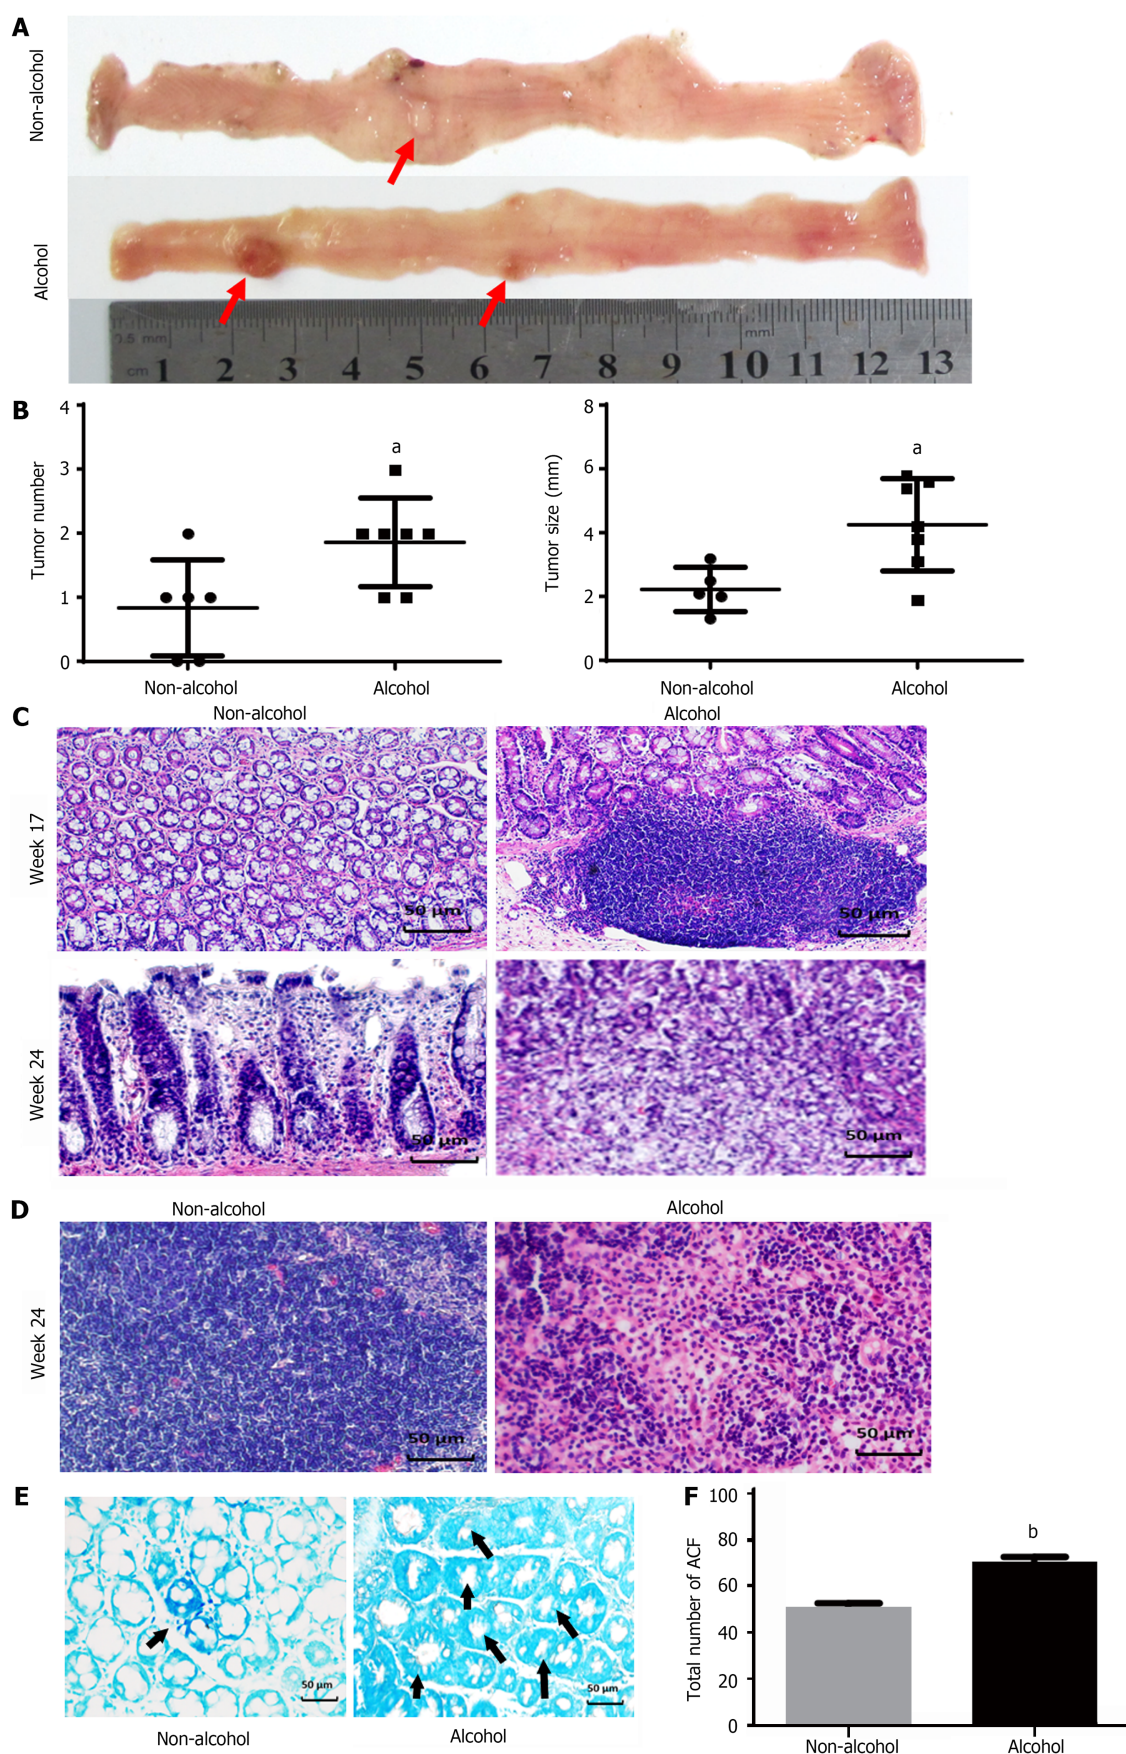 A
Non-alcohol
Alcohol
0.5 mm
mm
cm 1 2 3 4 5 6 7 8 9 10 11 12 13
B
Tumor number
4
3
2
1
0
a
Non-alcohol
Alcohol
Tumor size (mm)
8
6
4
2
0
a
Non-alcohol
Alcohol
C
Non-alcohol
Alcohol
Week 17
50 μm
50 μm
Week 24
50 μm
50 μm
D
Non-alcohol
Alcohol
Week 24
50 μm
50 μm
E
50 μm
50 μm
Non-alcohol
Alcohol
F
Total number of ACF
100
80
60
40
20
0
b
Non-alcohol
Alcohol